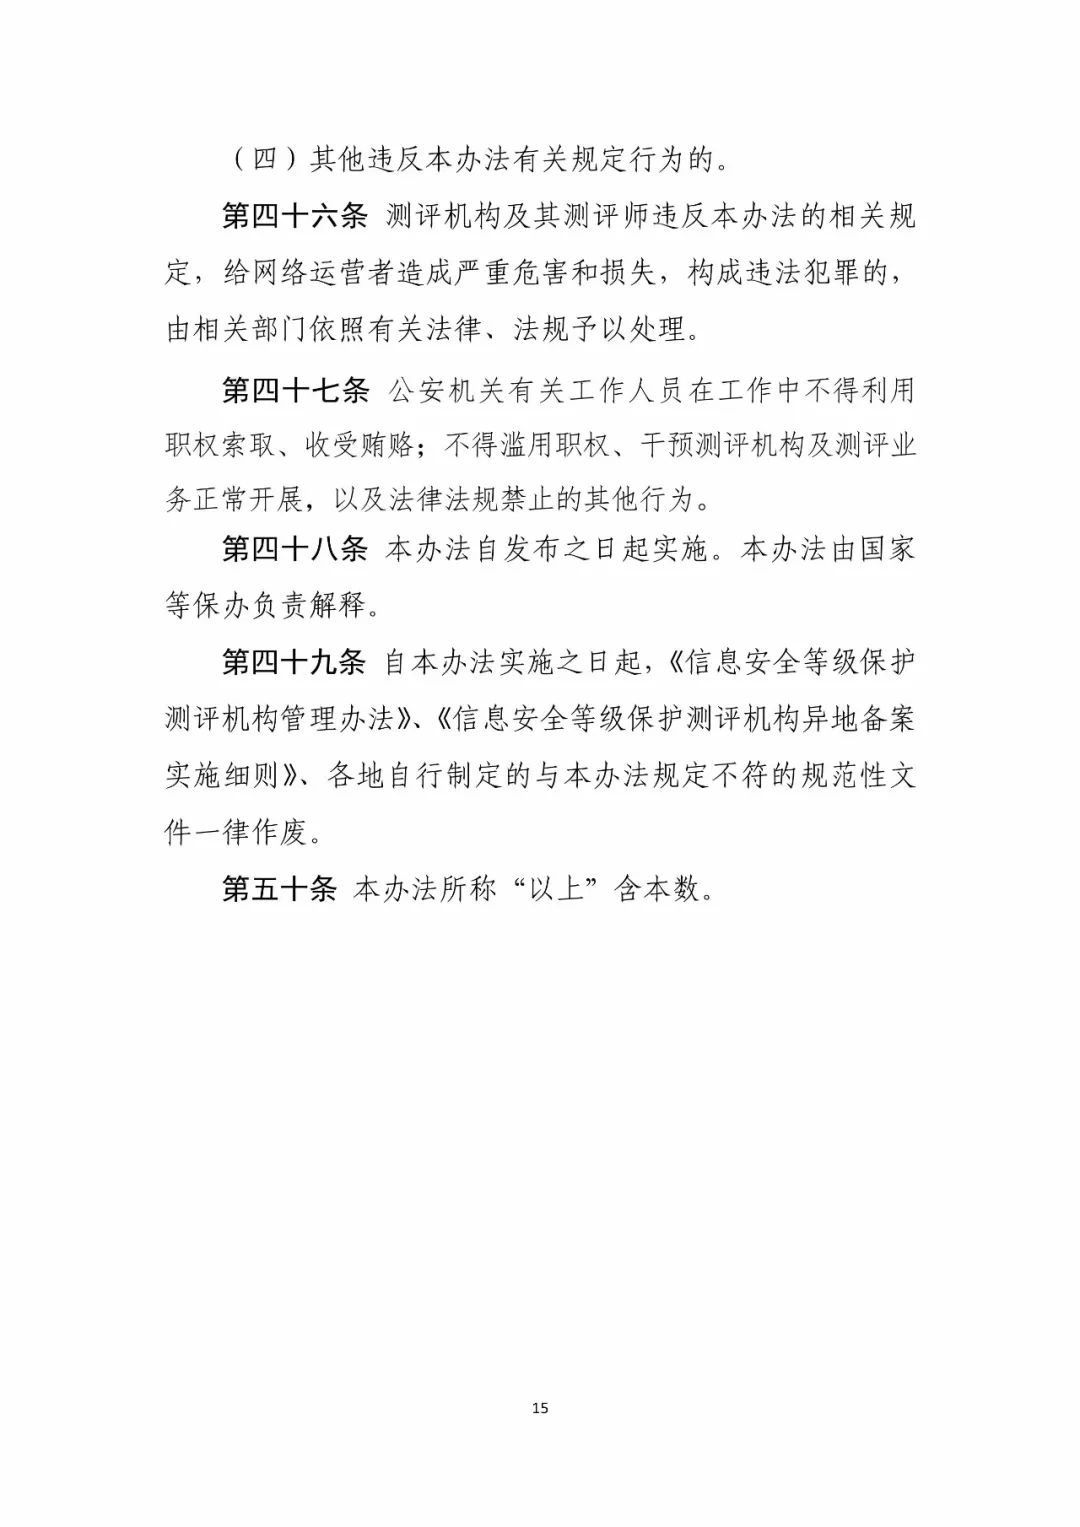 （四）其他违反本办法有关规定行为的。
第四十六条 测评机构及其测评师违反本办法的相关规
定，给网络运营者造成严重危害和损失，构成违法犯罪的，
由相关部门依照有关法律、法规予以处理。
第四十七条 公安机关有关工作人员在工作中不得利用
职权索取、收受贿赂；不得滥用职权、干预测评机构及测评业
务正常开展，以及法律法规禁止的其他行为。
第四十八条 本办法自发布之日起实施。本办法由国家
等保办负责解释。
第四十九条 自本办法实施之日起，《信息安全等级保护
测评机构管理办法》、《信息安全等级保护测评机构异地备案
实施细则》、各地自行制定的与本办法规定不符的规范性文
件一律作废。
第五十条 本办法所称“以上”含本数。
15